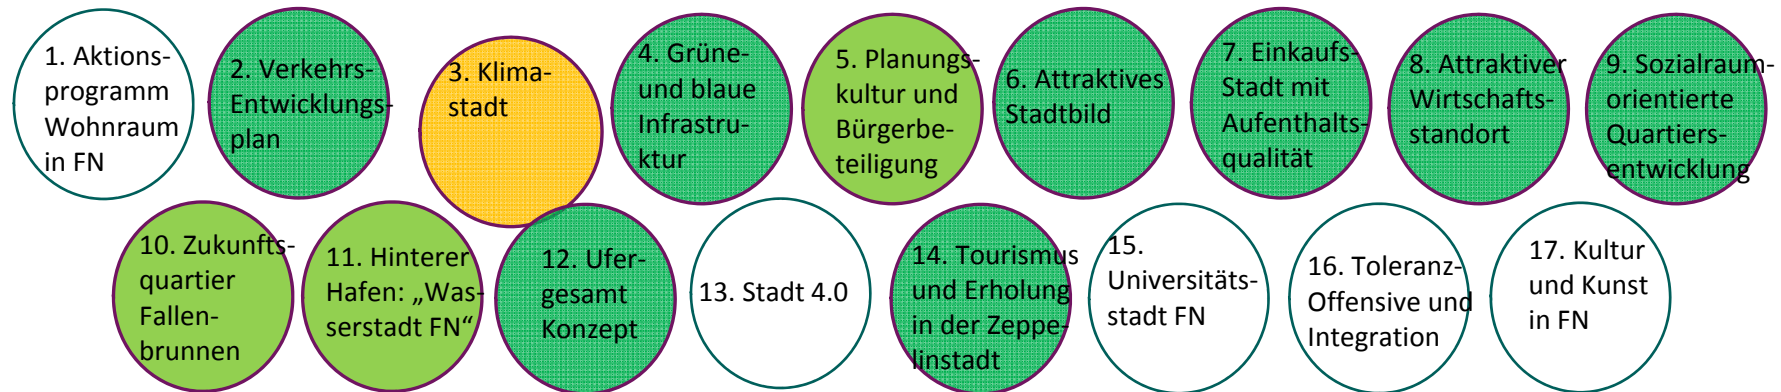 1. Aktions-
programm
Wohnraum
in FN
2. Verkehrs-
Entwicklungs-
plan
3. Klima-
stadt
4. Grüne-
und blaue
Infrastru-
ktur
5. Planungs-
kultur und
Bürgerbe-
teiligung
6. Attraktives
Stadtbild
7. Einkaufs-
Stadt mit
Aufenthalts-
qualität
8. Attraktiver
Wirtschafts-
standort
9. Sozialraum-
orientierte
Quartiers-
entwicklung
10. Zukunfts-
quartier
Fallen-
brunnen
11. Hinterer
Hafen: „Was-
serstadt FN“
12. Ufer-
gesamt
Konzept
13. Stadt 4.0
14. Tourismus
und Erholung
in der Zeppe-
linstadt
15.
Universitäts-
stadt FN
16. Toleranz-
Offensive und
Integration
17. Kultur
und Kunst
in FN